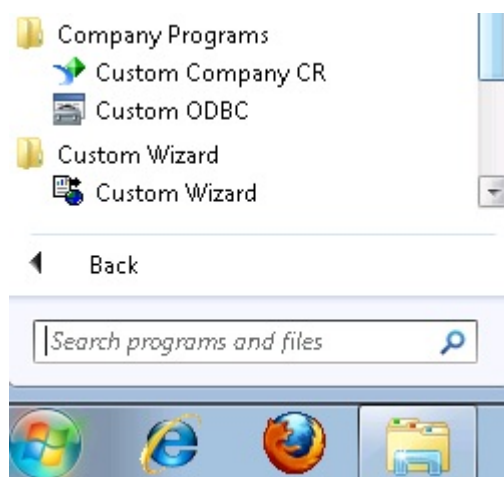 Company Programs
Custom Company CR
Custom ODBC
Custom Wizard
Custom Wizard
Back
Search programs and files